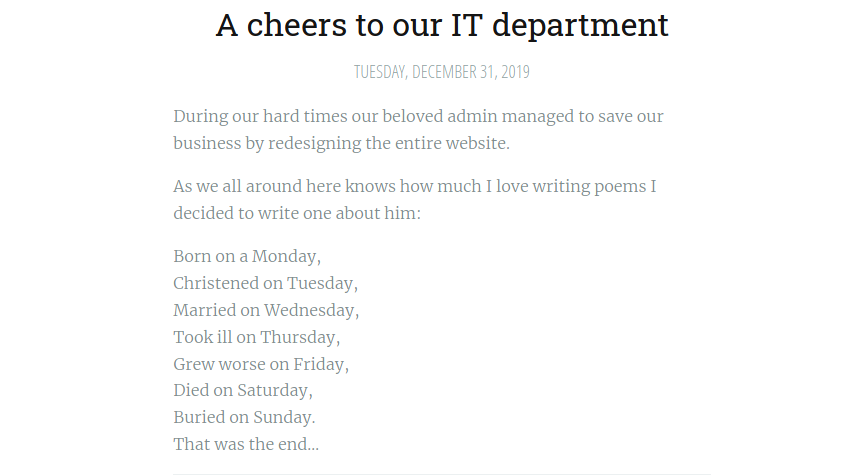 A cheers to our IT department
TUESDAY, DECEMBER 31, 2019
During our hard times our beloved admin managed to save our
business by redesigning the entire website.
As we all around here knows how much I love writing poems I
decided to write one about him:
Born on a Monday,
Christened on Tuesday,
Married on Wednesday,
Took ill on Thursday,
Grew worse on Friday,
Died on Saturday,
Buried on Sunday.
That was the end…